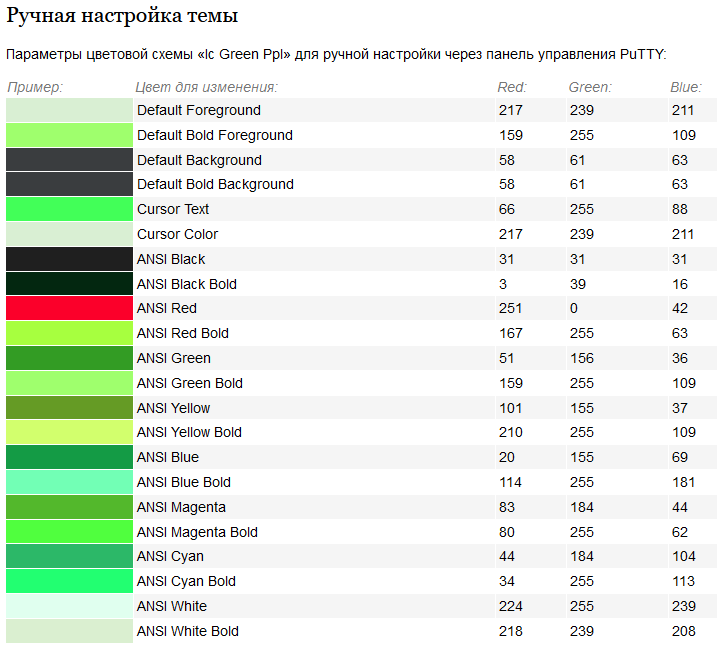 Ручная настройка темы
Параметры цветовой схемы «Ic Green Ppl» для ручной настройки через панель управления PuTTY:
Пример: Цвет для изменения: Red: Green: Blue:
Default Foreground 217 239 211
Default Bold Foreground 159 255 109
Default Background 58 61 63
Default Bold Background 58 61 63
Cursor Text 66 255 88
Cursor Color 217 239 211
ANSI Black 31 31 31
ANSI Black Bold 3 39 16
ANSI Red 251 0 42
ANSI Red Bold 167 255 63
ANSI Green 51 156 36
ANSI Green Bold 159 255 109
ANSI Yellow 101 155 37
ANSI Yellow Bold 210 255 109
ANSI Blue 20 155 69
ANSI Blue Bold 114 255 181
ANSI Magenta 83 184 44
ANSI Magenta Bold 80 255 62
ANSI Cyan 44 184 104
ANSI Cyan Bold 34 255 113
ANSI White 224 255 239
ANSI White Bold 218 239 208